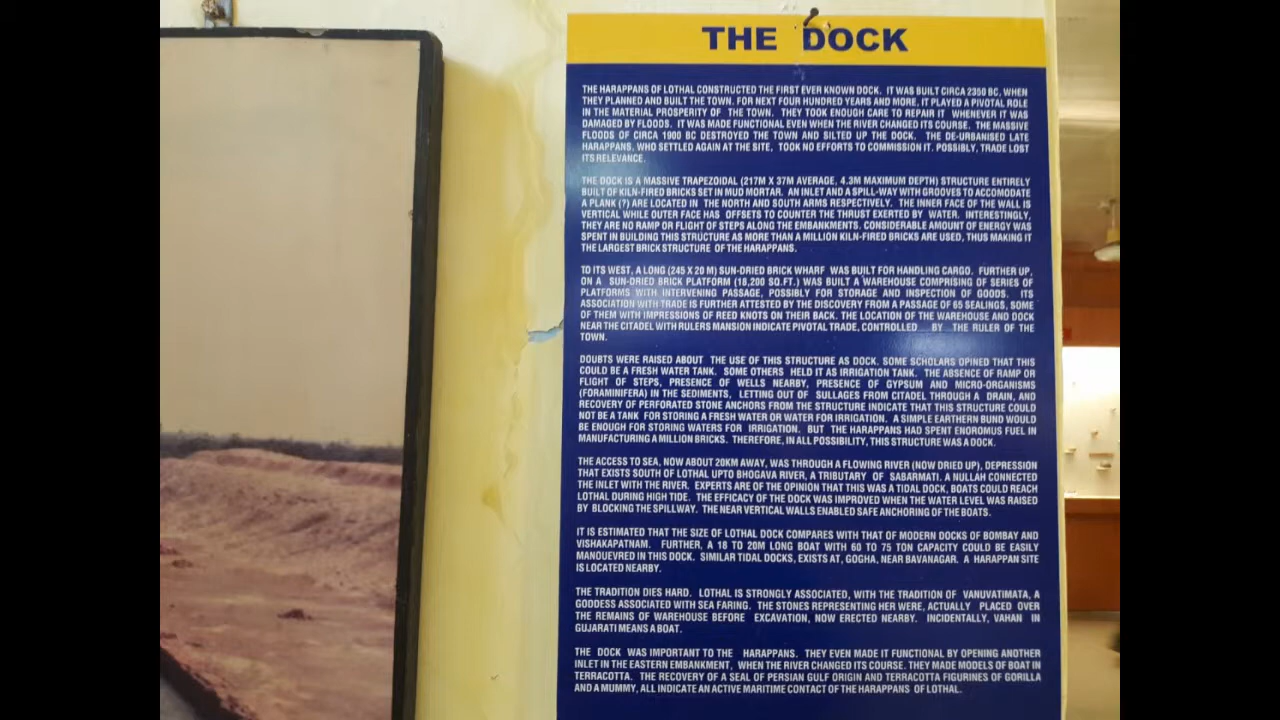 THE DOCK
THE HARAPPANS OF LOTHAL CONSTRUCTED THE FIRST EVER KNOWN DOCK. IT WAS BUILT CIRCA 2350 BC, WHEN
THEY PLANNED AND BUILT THE TOWN. FOR NEXT FOUR HUNDRED YEARS AND MORE, IT PLAYED A PIVOTAL ROLE
IN THE MATERIAL PROSPERITY OF THE TOWN. THEY TOOK ENOUGH CARE TO REPAIR IT WHENEVER IT WAS
DAMAGED BY FLOODS. IT WAS MADE FUNCTIONAL EVEN WHEN THE RIVER CHANGED ITS COURSE. THE MASSIVE
FLOODS OF CIRCA 1900 BC DESTROYED THE TOWN AND SILTED UP THE DOCK. THE DE-URBANISED LATE
HARAPPANS, WHO SETTLED AGAIN AT THE SITE, TOOK NO EFFORTS TO COMMISSION IT. POSSIBLY, TRADE LOST
ITS RELEVANCE.
THE DOCK IS A MASSIVE TRAPEZOIDAL (217M X 37M AVERAGE, 4.3M MAXIMUM DEPTH) STRUCTURE ENTIRELY
BUILT OF KILN-FIRED BRICKS SET IN MUD MORTAR. AN INLET AND A SPILL-WAY WITH GROOVES TO ACCOMODATE
A PLANK (?) ARE LOCATED IN THE NORTH AND SOUTH ARMS RESPECTIVELY. THE INNER FACE OF THE WALL IS
VERTICAL WHILE OUTER FACE HAS OFFSETS TO COUNTER THE THRUST EXERTED BY WATER. INTERESTINGLY,
THEY ARE NO RAMP OR FLIGHT OF STEPS ALONG THE EMBANKMENTS. CONSIDERABLE AMOUNT OF ENERGY WAS
SPENT IN BUILDING THIS STRUCTURE AS MORE THAN A MILLION KILN-FIRED BRICKS ARE USED, THUS MAKING IT
THE LARGEST BRICK STRUCTURE OF THE HARAPPANS.
TO ITS WEST, A LONG (245 X 20 M) SUN-DRIED BRICK WHARF WAS BUILT FOR HANDLING CARGO. FURTHER UP,
ON A SUN-DRIED BRICK PLATFORM (18,200 SQ.FT.) WAS BUILT A WAREHOUSE COMPRISING OF SERIES OF
PLATFORMS WITH INTERVENING PASSAGE, POSSIBLY FOR STORAGE AND INSPECTION OF GOODS. ITS
ASSOCIATION WITH TRADE IS FURTHER ATTESTED BY THE DISCOVERY FROM A PASSAGE OF 65 SEALINGS, SOME
OF THEM WITH IMPRESSIONS OF REED KNOTS ON THEIR BACK. THE LOCATION OF THE WAREHOUSE AND DOCK
NEAR THE CITADEL WITH RULERS MANSION INDICATE PIVOTAL TRADE, CONTROLLED BY THE RULER OF THE
TOWN.
DOUBTS WERE RAISED ABOUT THE USE OF THIS STRUCTURE AS DOCK. SOME SCHOLARS OPINED THAT THIS
COULD BE A FRESH WATER TANK. SOME OTHERS HELD IT AS IRRIGATION TANK. THE ABSENCE OF RAMP OR
FLIGHT OF STEPS, PRESENCE OF WELLS NEARBY, PRESENCE OF GYPSUM AND MICRO-ORGANISMS
(FORAMINIFERA) IN THE SEDIMENTS, LETTING OUT OF SULLAGES FROM CITADEL THROUGH A DRAIN, AND
RECOVERY OF PERFORATED STONE ANCHORS FROM THE STRUCTURE INDICATE THAT THIS STRUCTURE COULD
NOT BE A TANK FOR STORING A FRESH WATER OR WATER FOR IRRIGATION. A SIMPLE EARTHERN BUND WOULD
BE ENOUGH FOR STORING WATERS FOR IRRIGATION. BUT THE HARAPPANS HAD SPENT ENOROMUS FUEL IN
MANUFACTURING A MILLION BRICKS. THEREFORE, IN ALL POSSIBILITY, THIS STRUCTURE WAS A DOCK.
THE ACCESS TO SEA, NOW ABOUT 20KM AWAY, WAS THROUGH A FLOWING RIVER (NOW DRIED UP), DEPRESSION
THAT EXISTS SOUTH OF LOTHAL UPTO BHOGAVA RIVER, A TRIBUTARY OF SABARMATI. A NULLAH CONNECTED
THE INLET WITH THE RIVER. EXPERTS ARE OF THE OPINION THAT THIS WAS A TIDAL DOCK, BOATS COULD REACH
LOTHAL DURING HIGH TIDE. THE EFFICACY OF THE DOCK WAS IMPROVED WHEN THE WATER LEVEL WAS RAISED
BY BLOCKING THE SPILLWAY. THE NEAR VERTICAL WALLS ENABLED SAFE ANCHORING OF THE BOATS.
IT IS ESTIMATED THAT THE SIZE OF LOTHAL DOCK COMPARES WITH THAT OF MODERN DOCKS OF BOMBAY AND
VISHAKAPATNAM. FURTHER, A 18 TO 20M LONG BOAT WITH 60 TO 75 TON CAPACITY COULD BE EASILY
MANOUEVRED IN THIS DOCK. SIMILAR TIDAL DOCKS, EXISTS AT, GOGHA, NEAR BAVANAGAR. A HARAPPAN SITE
IS LOCATED NEARBY.
THE TRADITION DIES HARD. LOTHAL IS STRONGLY ASSOCIATED, WITH THE TRADITION OF VANUVATIMATA, A
GODDESS ASSOCIATED WITH SEA FARING. THE STONES REPRESENTING HER WERE, ACTUALLY PLACED OVER
THE REMAINS OF WAREHOUSE BEFORE EXCAVATION, NOW ERECTED NEARBY. INCIDENTALLY, VAHAN IN
GUJARATI MEANS A BOAT.
THE DOCK WAS IMPORTANT TO THE HARAPPANS. THEY EVEN MADE IT FUNCTIONAL BY OPENING ANOTHER
INLET IN THE EASTERN EMBANKMENT, WHEN THE RIVER CHANGED ITS COURSE. THEY MADE MODELS OF BOAT IN
TERRACOTTA. THE RECOVERY OF A SEAL OF PERSIAN GULF ORIGIN AND TERRACOTTA FIGURINES OF GORILLA
AND A MUMMY, ALL INDICATE AN ACTIVE MARITIME CONTACT OF THE HARAPPANS OF LOTHAL.